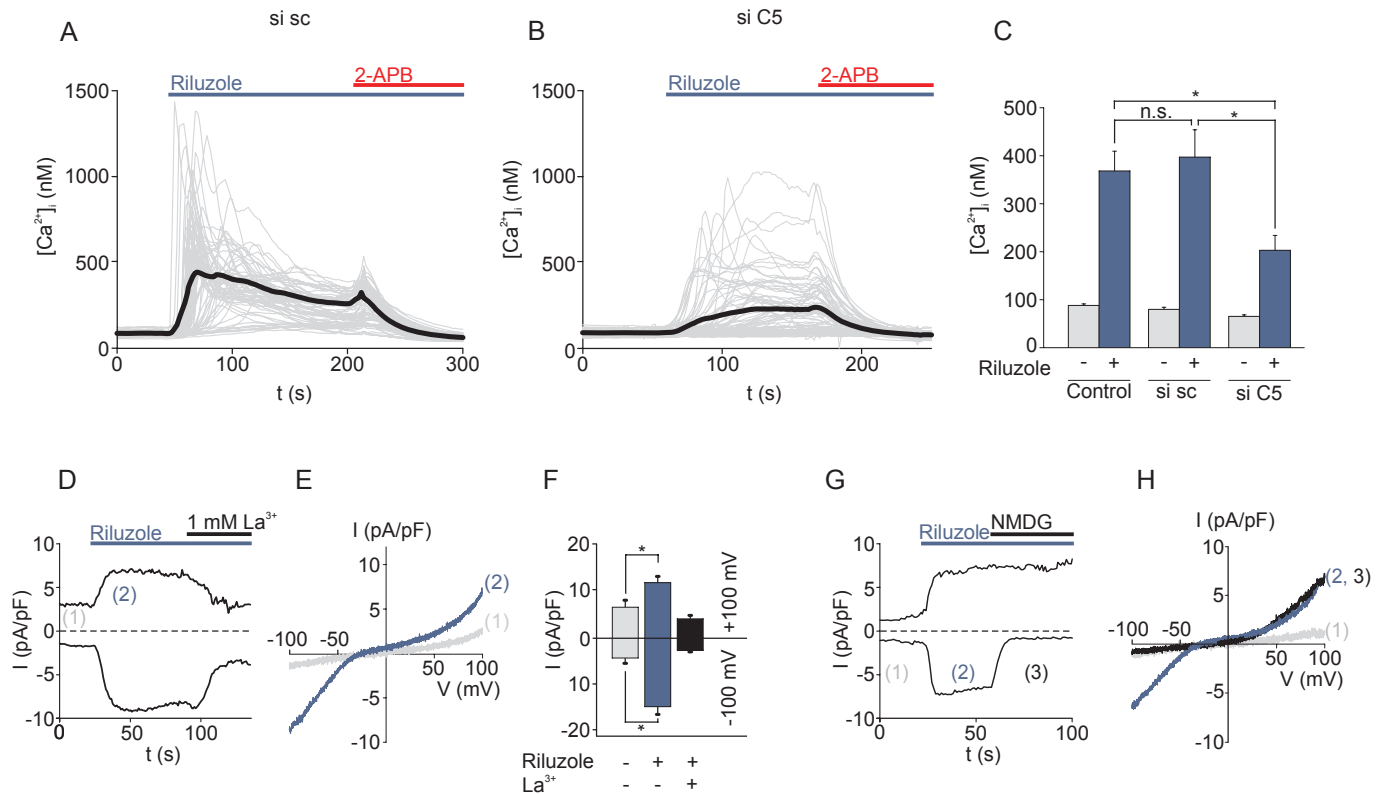 A
si sc
Riluzole
2-APB
[Ca²⁺]ᵢ (nM)
1500
1000
500
0
0
100
200
300
t (s)
B
si C5
Riluzole
2-APB
[Ca²⁺]ᵢ (nM)
1500
1000
500
0
0
100
200
t (s)
C
[Ca²⁺]ᵢ (nM)
500
400
300
200
100
0
*
n.s.
*
Riluzole - + - + - +
Control si sc si C5
D
Riluzole
1 mM La³⁺
I (pA/pF)
10
5
0
-5
-10
(1)
(2)
0
50
100
t (s)
E
I (pA/pF)
10
5
-5
-10
-100
-50
50
100
V (mV)
(2)
(1)
F
I (pA/pF)
20
10
0
-10
-20
*
*
+100 mV
-100 mV
Riluzole - + +
La³⁺ - - +
G
Riluzole
NMDG
I (pA/pF)
10
5
0
-5
-10
(1)
(2)
(3)
0
50
100
t (s)
H
I (pA/pF)
10
5
-5
-10
-100
-50
50
100
V (mV)
(2, 3)
(1)